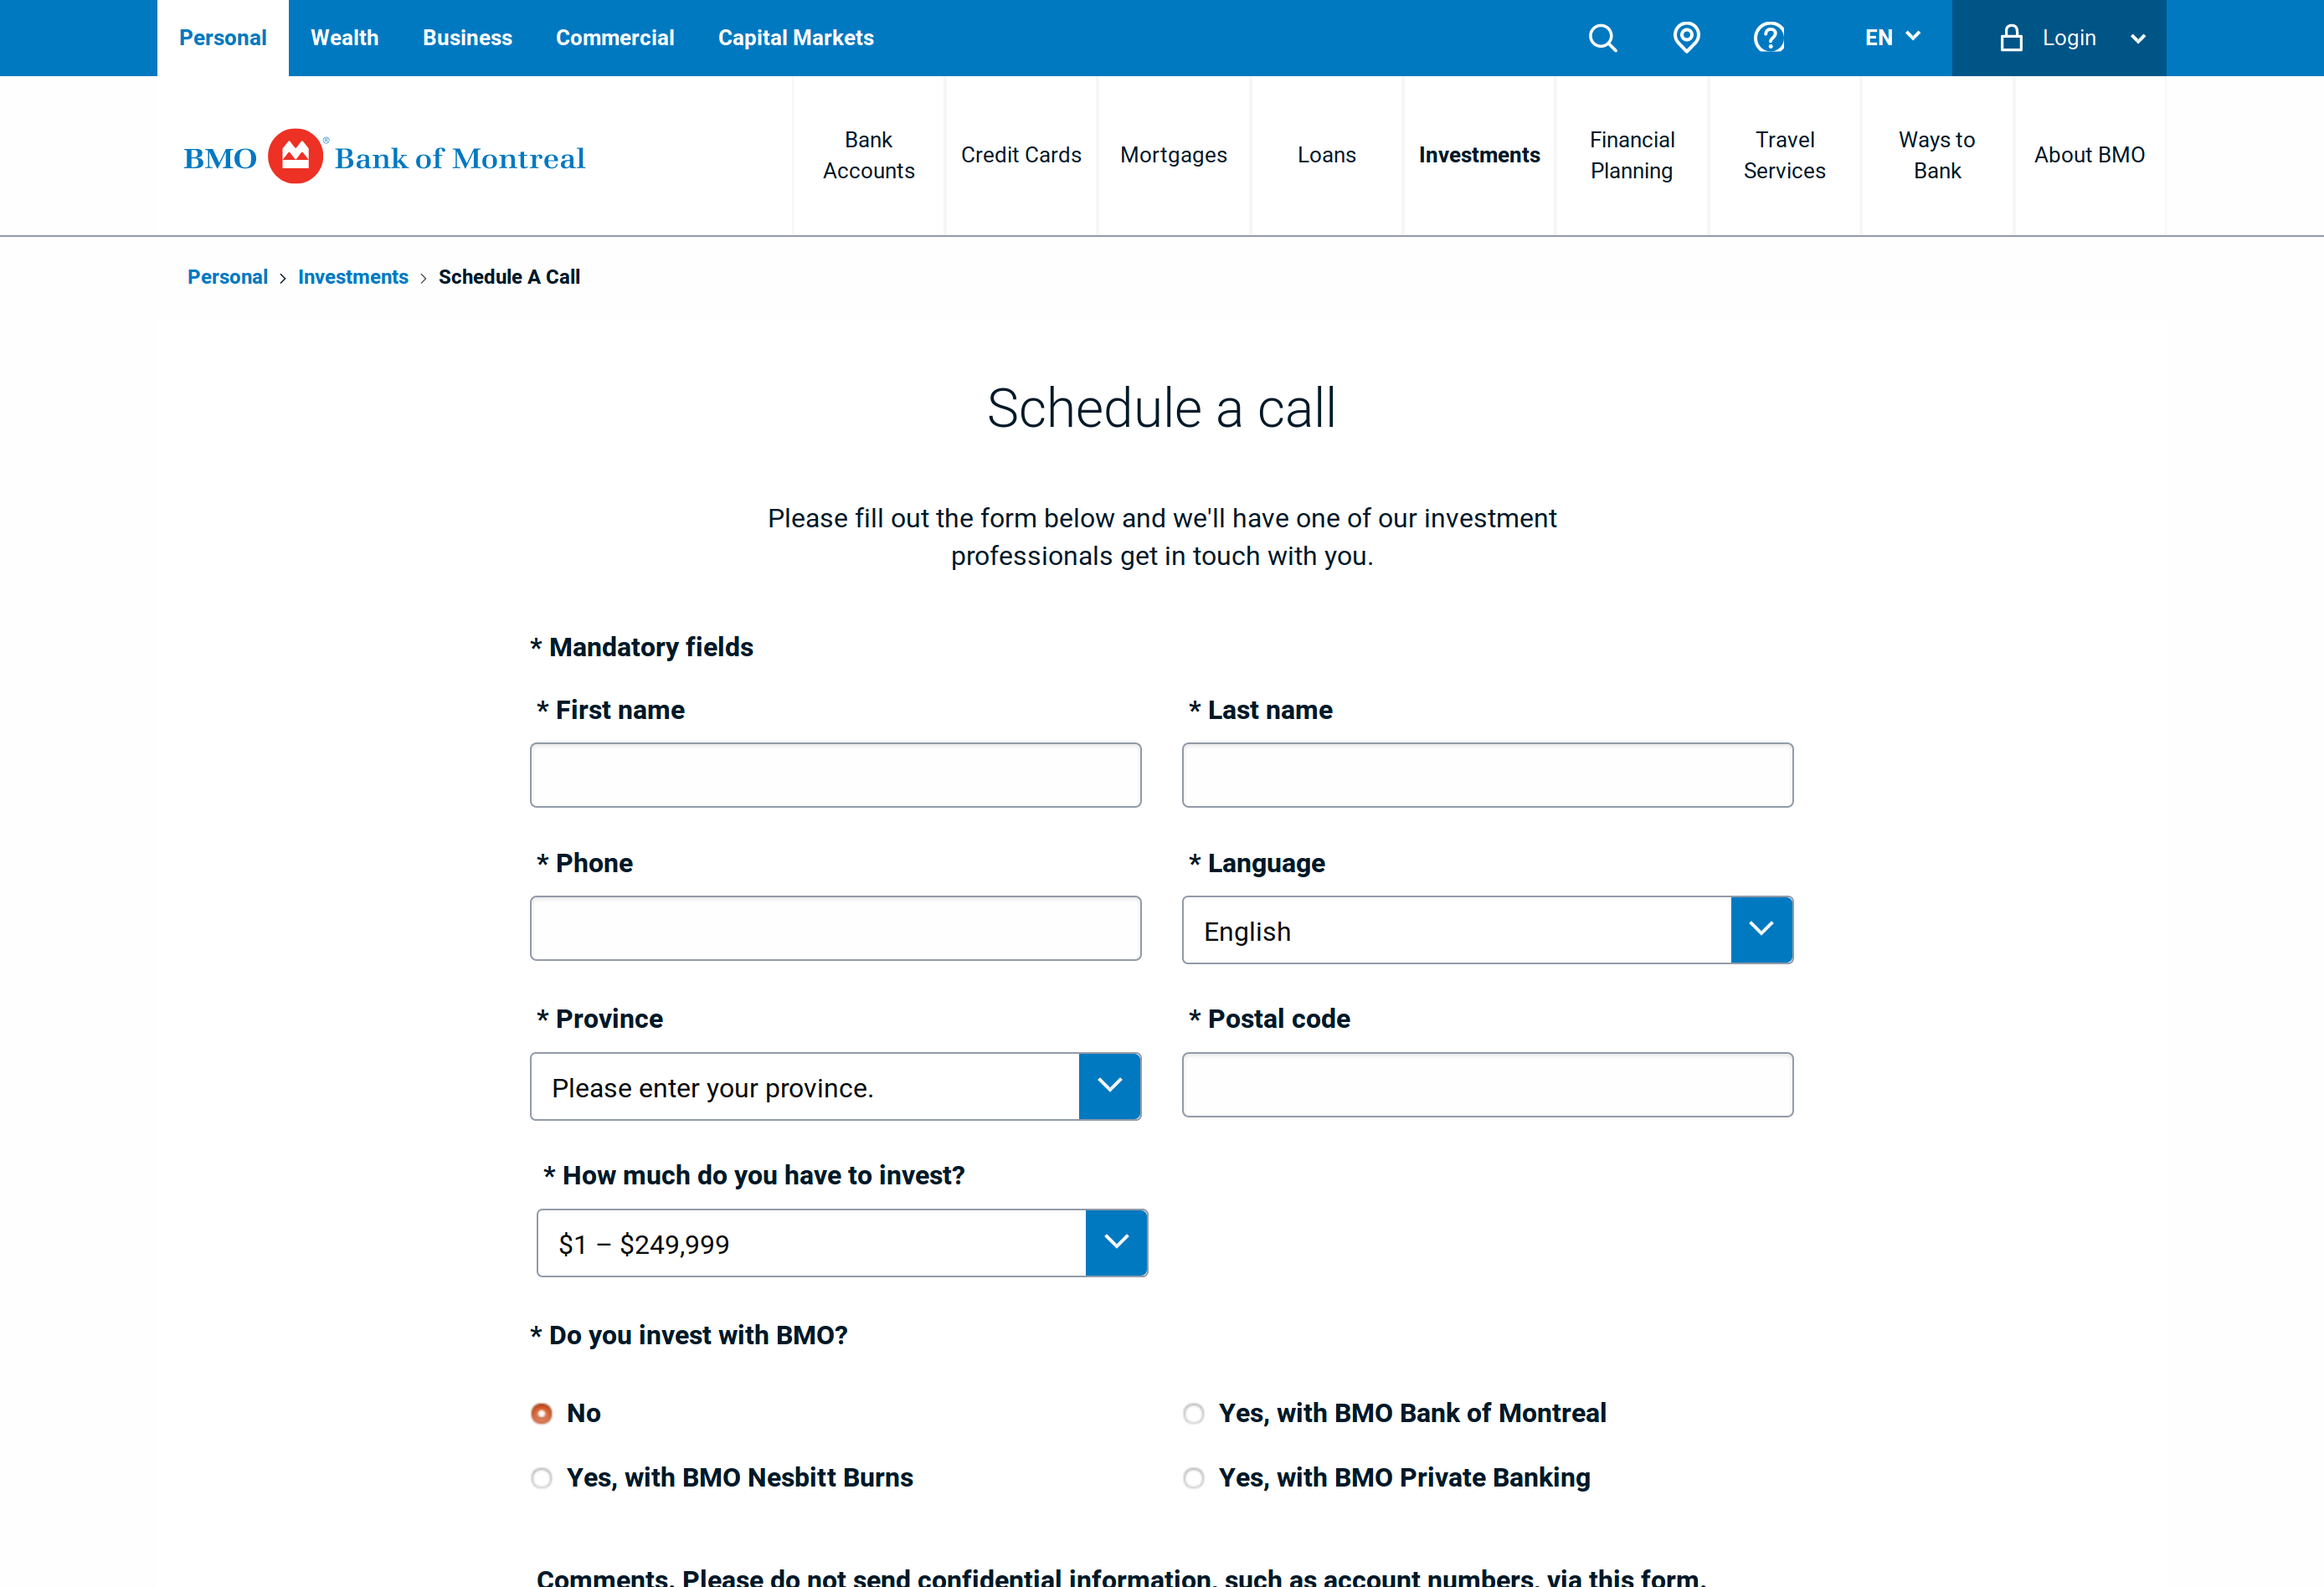 Personal Wealth Business Commercial Capital Markets EN Login
BMO Bank of Montreal®
Bank Accounts
Credit Cards
Mortgages
Loans
Investments
Financial Planning
Travel Services
Ways to Bank
About BMO
Personal > Investments > Schedule A Call
Schedule a call
Please fill out the form below and we'll have one of our investment
professionals get in touch with you.
* Mandatory fields
* First name
* Last name
* Phone
* Language
English
* Province
Please enter your province.
* Postal code
* How much do you have to invest?
$1 – $249,999
* Do you invest with BMO?
No
Yes, with BMO Bank of Montreal
Yes, with BMO Nesbitt Burns
Yes, with BMO Private Banking
Comments. Please do not send confidential information, such as account numbers, via this form.